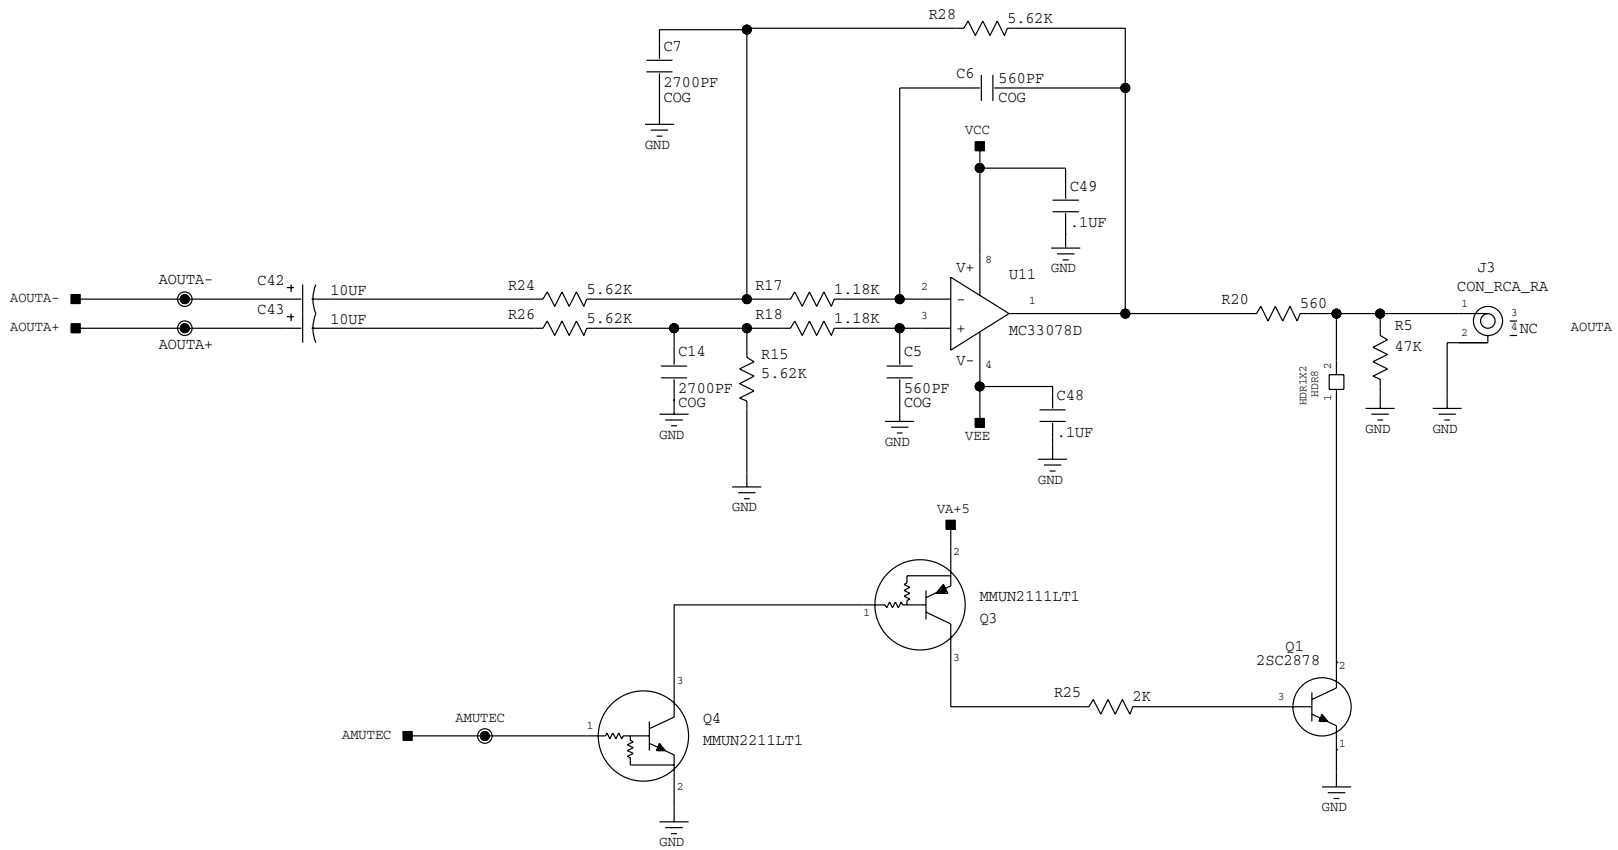 R28 5.62K
C7
2700PF
COG
GND
C6 560PF
COG
VCC
C49
.1UF
GND
8
V+
U11
AOUTA-
AOUTA-
C42 +
10UF
R24 5.62K
R17 1.18K
2
-
1
AOUTA+
AOUTA+
C43 +
10UF
R26 5.62K
R18 1.18K
3
+
MC33078D
V-
4
C14
2700PF
COG
GND
R15
5.62K
GND
C5
560PF
COG
GND
VEE
C48
.1UF
GND
R20 560
J3
CON_RCA_RA
1
2
3
4
NC
AOUTA
R5
47K
GND
GND
HDR1X2
HDR8
2
1
VA+5
2
MMUN2111LT1
Q3
1
3
R25 2K
Q1
2SC2878
2
3
1
GND
AMUTEC
AMUTEC
1
3
Q4
MMUN2211LT1
2
GND